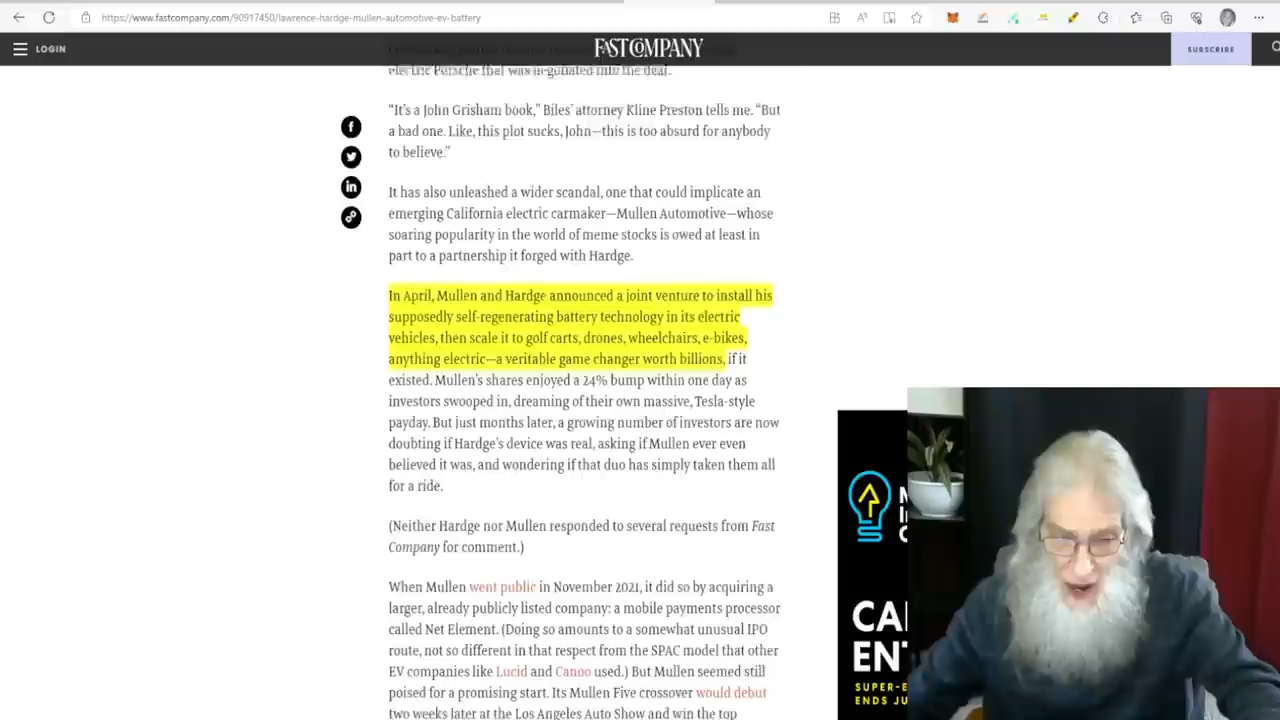 https://www.fastcompany.com/90917450/lawrence-hardge-mullen-automotive-ev-battery
LOGIN
FAST COMPANY
SUBSCRIBE
electric Porsche that was negotiated into the deal.
“It’s a John Grisham book,” Biles’ attorney Kline Preston tells me. “But
a bad one. Like, this plot sucks, John—this is too absurd for anybody
to believe.”
It has also unleashed a wider scandal, one that could implicate an
emerging California electric carmaker—Mullen Automotive—whose
soaring popularity in the world of meme stocks is owed at least in
part to a partnership it forged with Hardge.
In April, Mullen and Hardge announced a joint venture to install his
supposedly self-regenerating battery technology in its electric
vehicles, then scale it to golf carts, drones, wheelchairs, e-bikes,
anything electric—a veritable game changer worth billions, if it
existed. Mullen’s shares enjoyed a 24% bump within one day as
investors swooped in, dreaming of their own massive, Tesla-style
payday. But just months later, a growing number of investors are now
doubting if Hardge’s device was real, asking if Mullen ever even
believed it was, and wondering if that duo has simply taken them all
for a ride.
(Neither Hardge nor Mullen responded to several requests from Fast
Company for comment.)
When Mullen went public in November 2021, it did so by acquiring a
larger, already publicly listed company: a mobile payments processor
called Net Element. (Doing so amounts to a somewhat unusual IPO
route, not so different in that respect from the SPAC model that other
EV companies like Lucid and Canoo used.) But Mullen seemed still
poised for a promising start. Its Mullen Five crossover would debut
two weeks later at the Los Angeles Auto Show and win the top
CA
EN
SUPER-E
ENDS JU